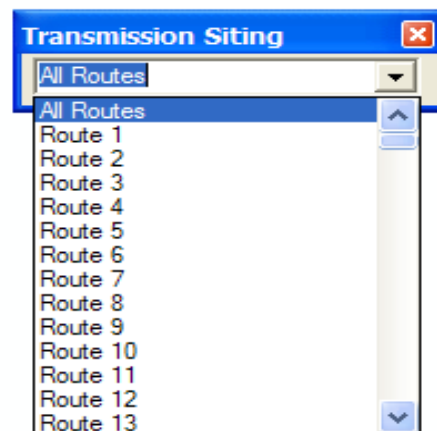 Transmission Siting
All Routes
All Routes
Route 1
Route 2
Route 3
Route 4
Route 5
Route 6
Route 7
Route 8
Route 9
Route 10
Route 11
Route 12
Route 13